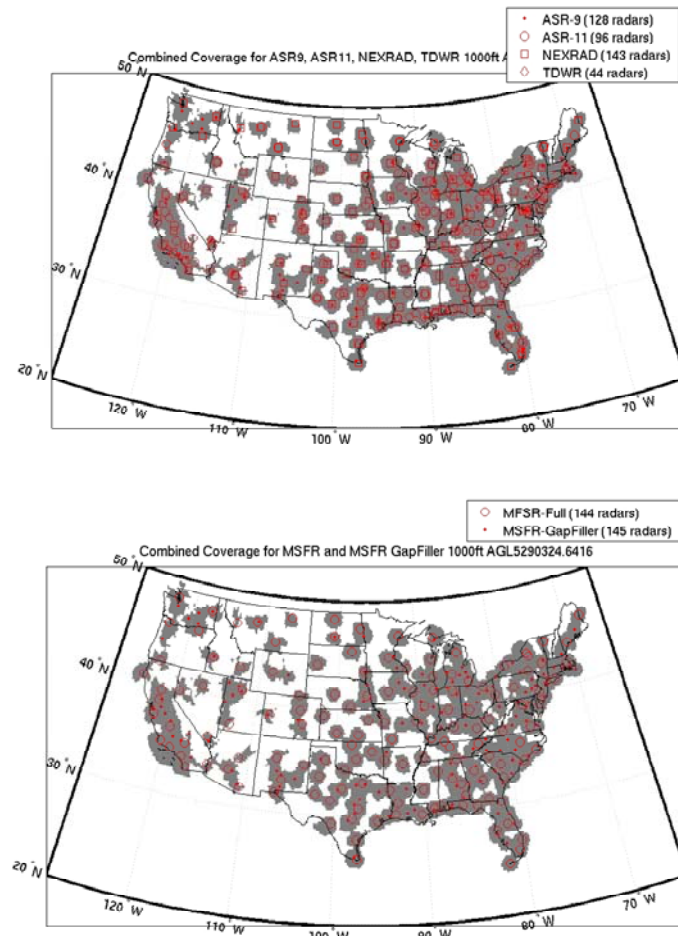 ASR-9 (128 radars)
ASR-11 (96 radars)
NEXRAD (143 radars)
TDWR (44 radars)
Combined Coverage for ASR9, ASR11, NEXRAD, TDWR 1000ft
50°N
40°N
30°N
20°N
120°W
110°W
100°W
90°W
80°W
70°W
MFSR-Full (144 radars)
MSFR-GapFiller (145 radars)
Combined Coverage for MSFR and MSFR GapFiller 1000ft AGL5290324.6416
50°N
40°N
30°N
20°N
120°W
110°W
100°W
90°W
80°W
70°W